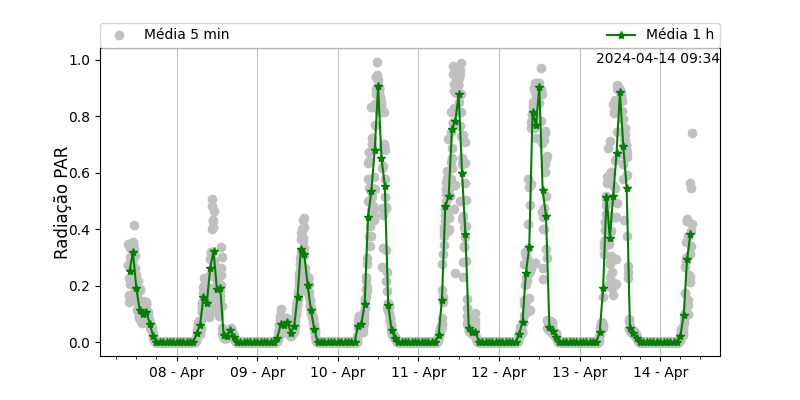 Média 5 min
Média 1 h
2024-04-14 09:34
Radiação PAR
1.0
0.8
0.6
0.4
0.2
0.0
08 - Apr
09 - Apr
10 - Apr
11 - Apr
12 - Apr
13 - Apr
14 - Apr